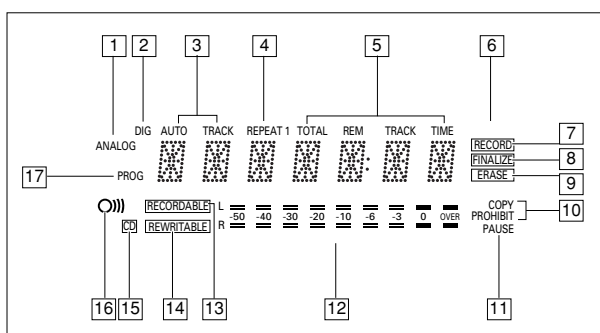 1 2 3 4 5 6
DIG AUTO TRACK REPEAT 1 TOTAL REM TRACK TIME
ANALOG
RECORD 7
FINALIZE 8
17 PROG
ERASE 9
RECORDABLE L
COPY
PROHIBIT 10
-50 -40 -30 -20 -10 -6 -3 0 OVER
CD REWRITABLE R
PAUSE
16 15 14 13 12 11